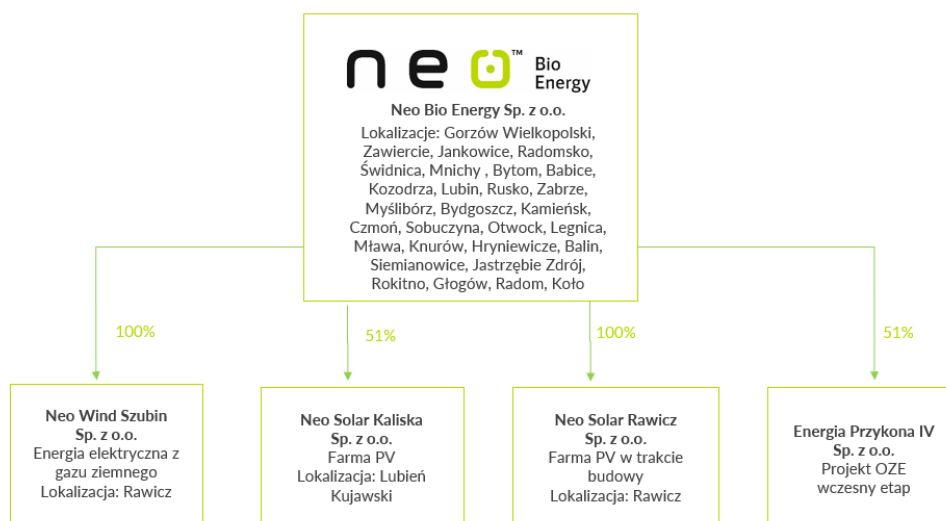 neo™ Bio
Energy
Neo Bio Energy Sp. z o.o.
Lokalizacje: Gorzów Wielkopolski,
Zawiercie, Jankowice, Radomsko,
Świdnica, Mnichy , Bytom, Babice,
Kozodrza, Lubin, Rusko, Zabrze,
Myślibórz, Bydgoszcz, Kamieńsk,
Czmoń, Sobuczyna, Otwock, Legnica,
Mława, Knurów, Hryniewicze, Balin,
Siemianowice, Jastrzębie Zdrój,
Rokitno, Głogów, Radom, Koło
100%
51%
100%
51%
Neo Wind Szubin
Sp. z o.o.
Energia elektryczna z
gazu ziemnego
Lokalizacja: Rawicz
Neo Solar Kaliska
Sp. z o.o.
Farma PV
Lokalizacja: Lubień
Kujawski
Neo Solar Rawicz
Sp. z o.o.
Farma PV w trakcie
budowy
Lokalizacja: Rawicz
Energia Przykona IV
Sp. z o.o.
Projekt OZE
wczesny etap